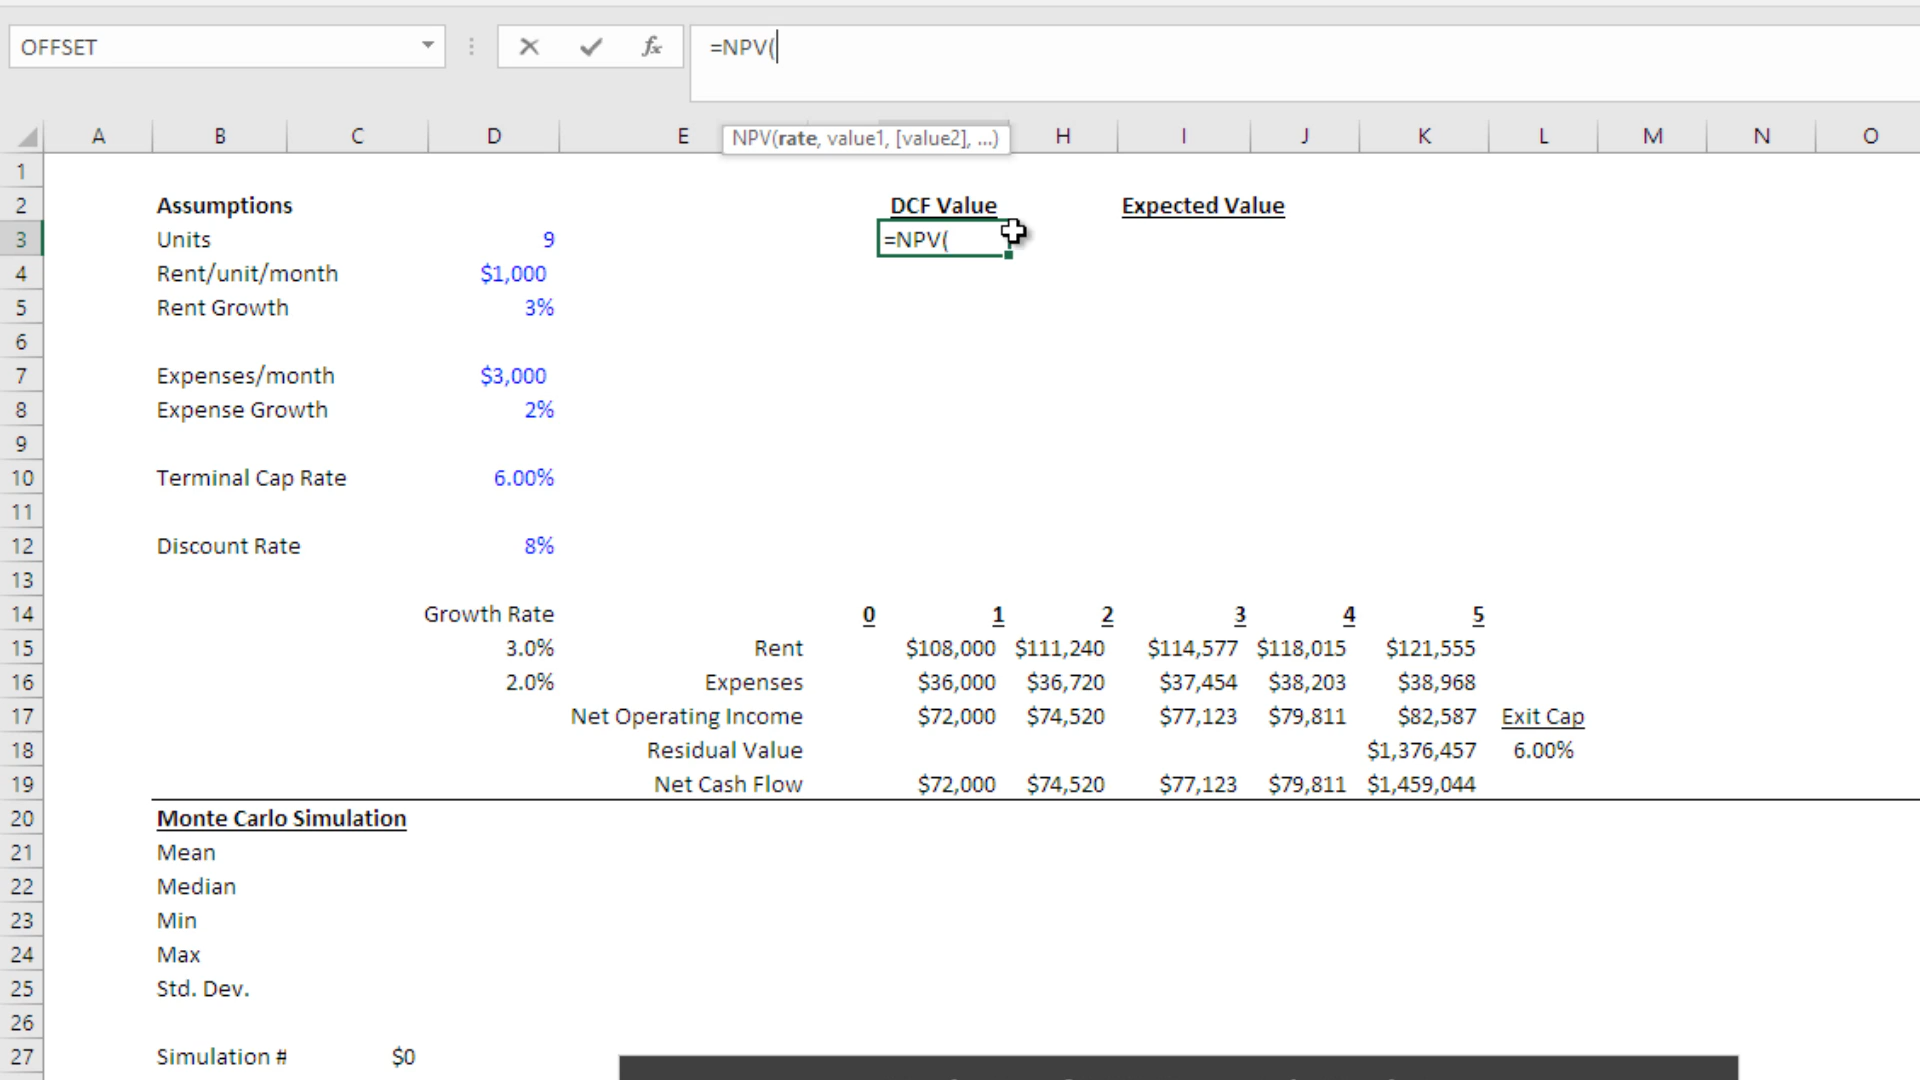 OFFSET =NPV(
A B C D E NPV(rate, value1, [value2], ...) H I J K L M N O
1
2 Assumptions DCF Value Expected Value
3 Units 9 =NPV(
4 Rent/unit/month $1,000
5 Rent Growth 3%
6
7 Expenses/month $3,000
8 Expense Growth 2%
9
10 Terminal Cap Rate 6.00%
11
12 Discount Rate 8%
13
14 Growth Rate 0 1 2 3 4 5
15 3.0% Rent $108,000 $111,240 $114,577 $118,015 $121,555
16 2.0% Expenses $36,000 $36,720 $37,454 $38,203 $38,968
17 Net Operating Income $72,000 $74,520 $77,123 $79,811 $82,587 Exit Cap
18 Residual Value $1,376,457 6.00%
19 Net Cash Flow $72,000 $74,520 $77,123 $79,811 $1,459,044
20 Monte Carlo Simulation
21 Mean
22 Median
23 Min
24 Max
25 Std. Dev.
26
27 Simulation # $0